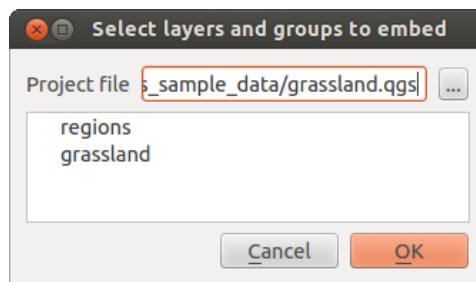 Select layers and groups to embed
Project file s_sample_data/grassland.qgs ...
regions
grassland
Cancel OK